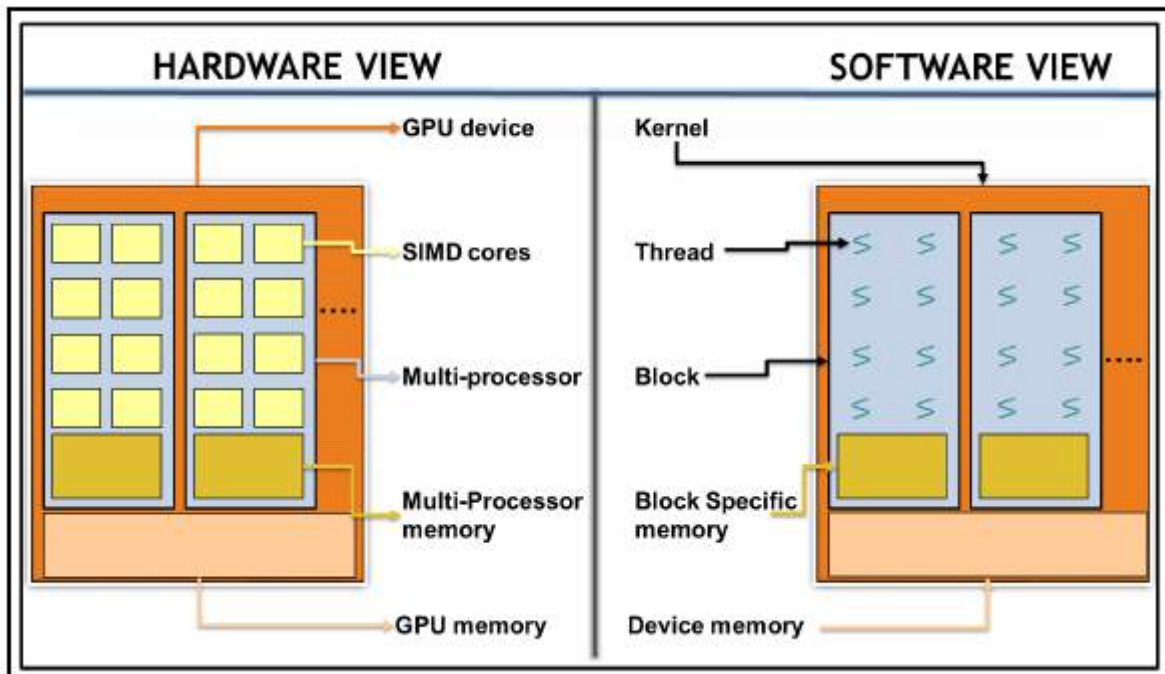 HARDWARE VIEW
SOFTWARE VIEW
GPU device
SIMD cores
....
Multi-processor
Multi-Processor
memory
GPU memory
Kernel
Thread
....
Block
Block Specific
memory
Device memory